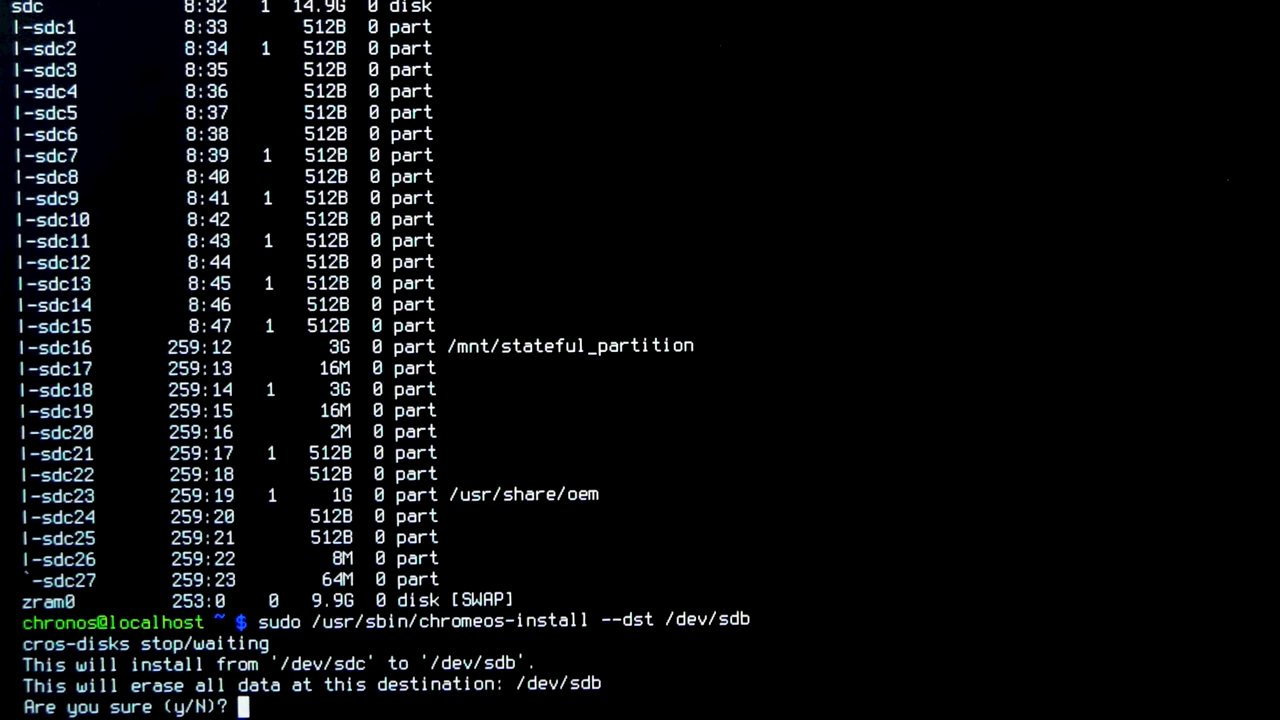 sdc 8:32 1 14.9G 0 disk
|-sdc1 8:33 512B 0 part
|-sdc2 8:34 1 512B 0 part
|-sdc3 8:35 512B 0 part
|-sdc4 8:36 512B 0 part
|-sdc5 8:37 512B 0 part
|-sdc6 8:38 512B 0 part
|-sdc7 8:39 1 512B 0 part
|-sdc8 8:40 512B 0 part
|-sdc9 8:41 1 512B 0 part
|-sdc10 8:42 512B 0 part
|-sdc11 8:43 1 512B 0 part
|-sdc12 8:44 512B 0 part
|-sdc13 8:45 1 512B 0 part
|-sdc14 8:46 512B 0 part
|-sdc15 8:47 1 512B 0 part
|-sdc16 259:12 3G 0 part /mnt/stateful_partition
|-sdc17 259:13 16M 0 part
|-sdc18 259:14 1 3G 0 part
|-sdc19 259:15 16M 0 part
|-sdc20 259:16 2M 0 part
|-sdc21 259:17 1 512B 0 part
|-sdc22 259:18 512B 0 part
|-sdc23 259:19 1 1G 0 part /usr/share/oem
|-sdc24 259:20 512B 0 part
|-sdc25 259:21 512B 0 part
|-sdc26 259:22 8M 0 part
`-sdc27 259:23 64M 0 part
zram0 253:0 0 9.9G 0 disk [SWAP]
chronos@localhost ~ $ sudo /usr/sbin/chromeos-install --dst /dev/sdb
cros-disks stop/waiting
This will install from '/dev/sdc' to '/dev/sdb'.
This will erase all data at this destination: /dev/sdb
Are you sure (y/N)?